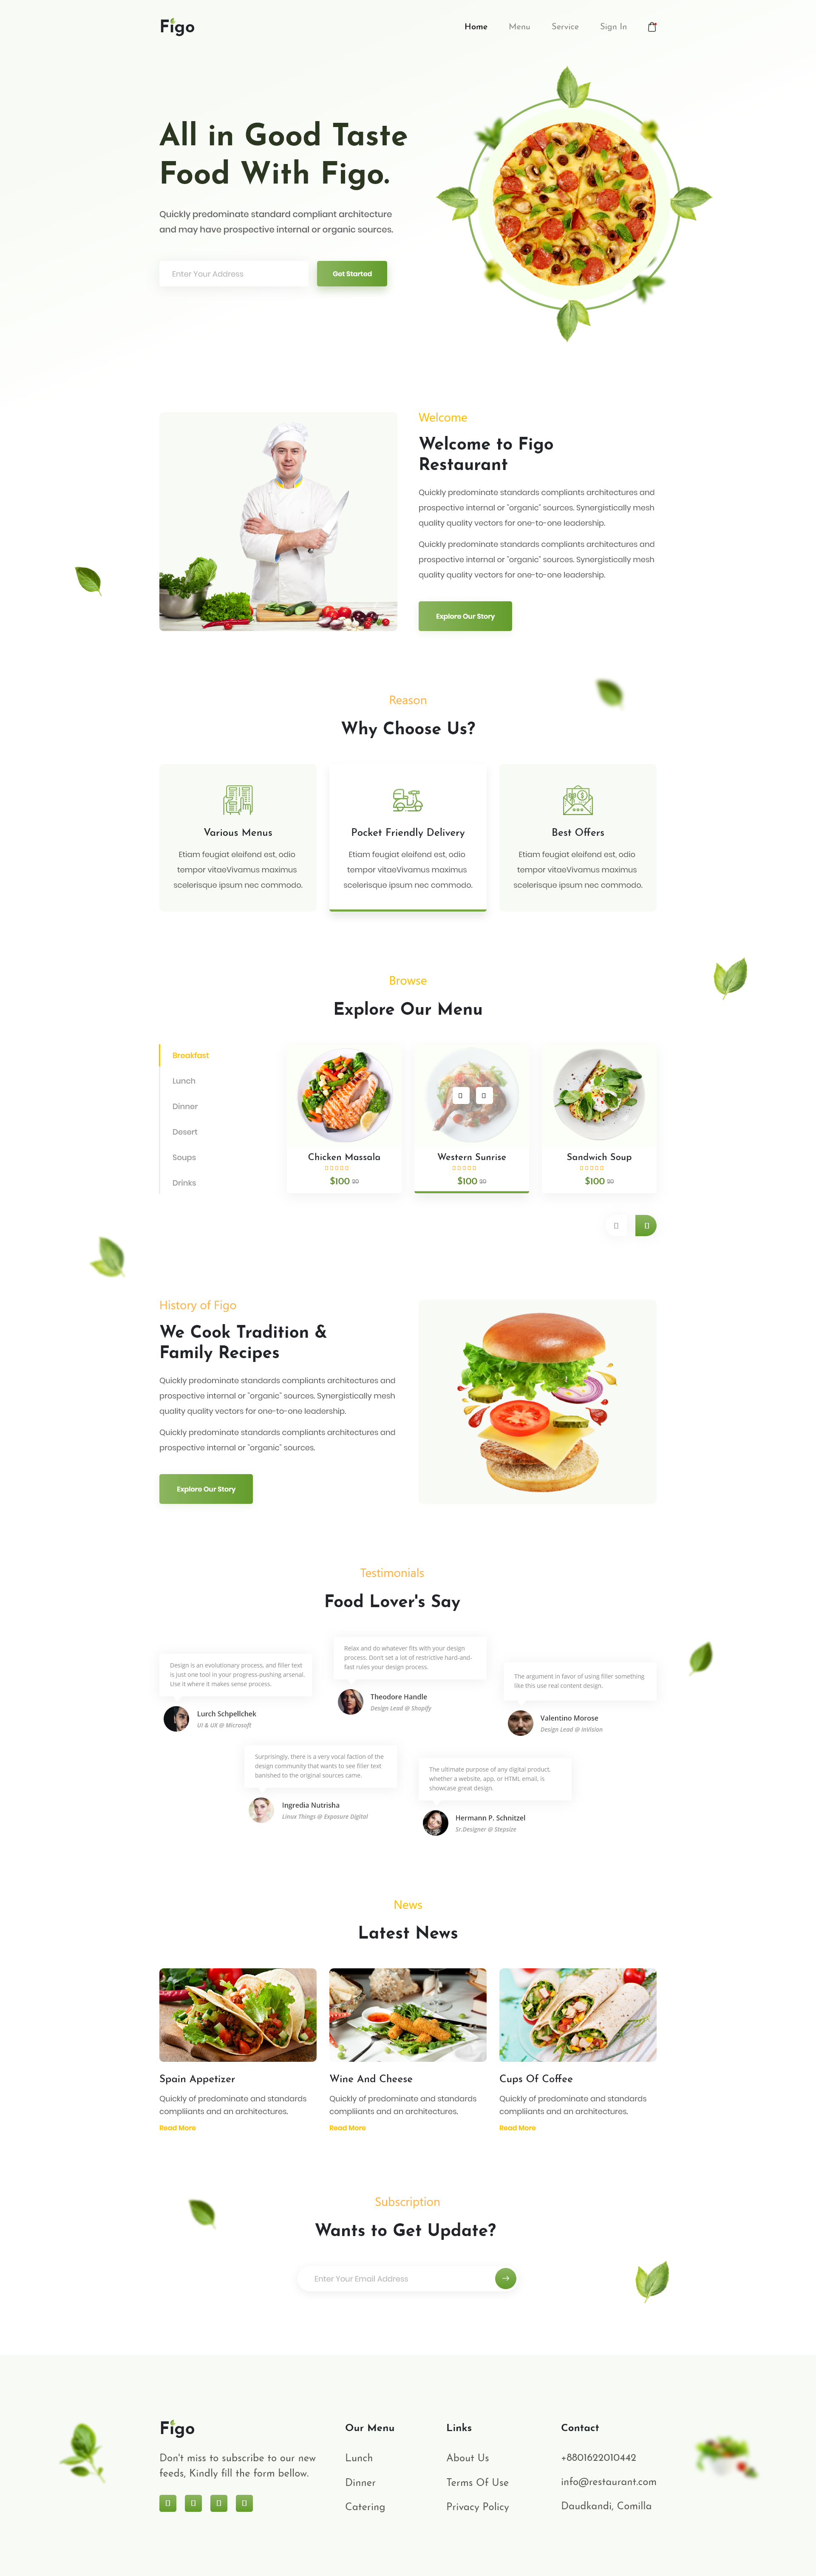 Figo
Home
Menu
Service
Sign In
All in Good Taste
Food With Figo.
Quickly predominate standard compliant architecture
and may have prospective internal or organic sources.
Enter Your Address
Get Started
Welcome
Welcome to Figo
Restaurant
Quickly predominate standards compliants architectures and
prospective internal or "organic" sources. Synergistically mesh
quality quality vectors for one-to-one leadership.
Quickly predominate standards compliants architectures and
prospective internal or "organic" sources. Synergistically mesh
quality quality vectors for one-to-one leadership.
Explore Our Story
Reason
Why Choose Us?
Various Menus
Etiam feugiat eleifend est, odio
tempor vitaeVivamus maximus
scelerisque ipsum nec commodo.
Pocket Friendly Delivery
Etiam feugiat eleifend est, odio
tempor vitaeVivamus maximus
scelerisque ipsum nec commodo.
Best Offers
Etiam feugiat eleifend est, odio
tempor vitaeVivamus maximus
scelerisque ipsum nec commodo.
Browse
Explore Our Menu
Breakfast
Lunch
Dinner
Desert
Soups
Drinks
Chicken Massala
$100
Western Sunrise
$100
Sandwich Soup
$100
History of Figo
We Cook Tradition &
Family Recipes
Quickly predominate standards compliants architectures and
prospective internal or "organic" sources. Synergistically mesh
quality quality vectors for one-to-one leadership.
Quickly predominate standards compliants architectures and
prospective internal or "organic" sources.
Explore Our Story
Testimonials
Food Lover's Say
Design is an evolutionary process, and filler text
is just one tool in your progress-pushing arsenal.
Use it where it makes sense process.
Lurch Schpellchek
UI & UX @ Microsoft
Relax and do whatever fits with your design
process. Don't set a lot of restrictive hard-and-
fast rules your design process.
Theodore Handle
Design Lead @ Shopify
The argument in favor of using filler something
like this use real content design.
Valentino Morose
Design Lead @ InVision
Surprisingly, there is a very vocal faction of the
design community that wants to see filler text
banished to the original sources came.
Ingredia Nutrisha
Linux Things @ Exposure Digital
The ultimate purpose of any digital product,
whether a website, app, or HTML email, is
showcase great design.
Hermann P. Schnitzel
Sr.Designer @ Stepsize
News
Latest News
Spain Appetizer
Quickly of predominate and standards
compliiants and an architectures.
Read More
Wine And Cheese
Quickly of predominate and standards
compliiants and an architectures.
Read More
Cups Of Coffee
Quickly of predominate and standards
compliiants and an architectures.
Read More
Subscription
Wants to Get Update?
Enter Your Email Address
Figo
Don't miss to subscribe to our new
feeds, Kindly fill the form bellow.
Our Menu
Lunch
Dinner
Catering
Links
About Us
Terms Of Use
Privacy Policy
Contact
+8801622010442
info@restaurant.com
Daudkandi, Comilla